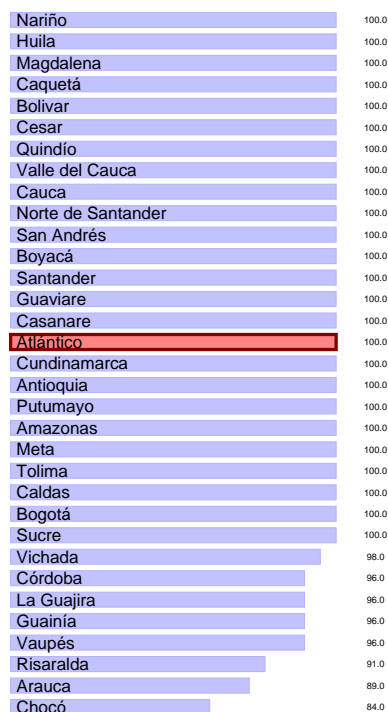 Nariño 100.0
Huila 100.0
Magdalena 100.0
Caquetá 100.0
Bolivar 100.0
Cesar 100.0
Quindío 100.0
Valle del Cauca 100.0
Cauca 100.0
Norte de Santander 100.0
San Andrés 100.0
Boyacá 100.0
Santander 100.0
Guaviare 100.0
Casanare 100.0
Atlántico 100.0
Cundinamarca 100.0
Antioquia 100.0
Putumayo 100.0
Amazonas 100.0
Meta 100.0
Tolima 100.0
Caldas 100.0
Bogotá 100.0
Sucre 100.0
Vichada 98.0
Córdoba 96.0
La Guajira 96.0
Guainía 96.0
Vaupés 96.0
Risaralda 91.0
Arauca 89.0
Chocó 84.0